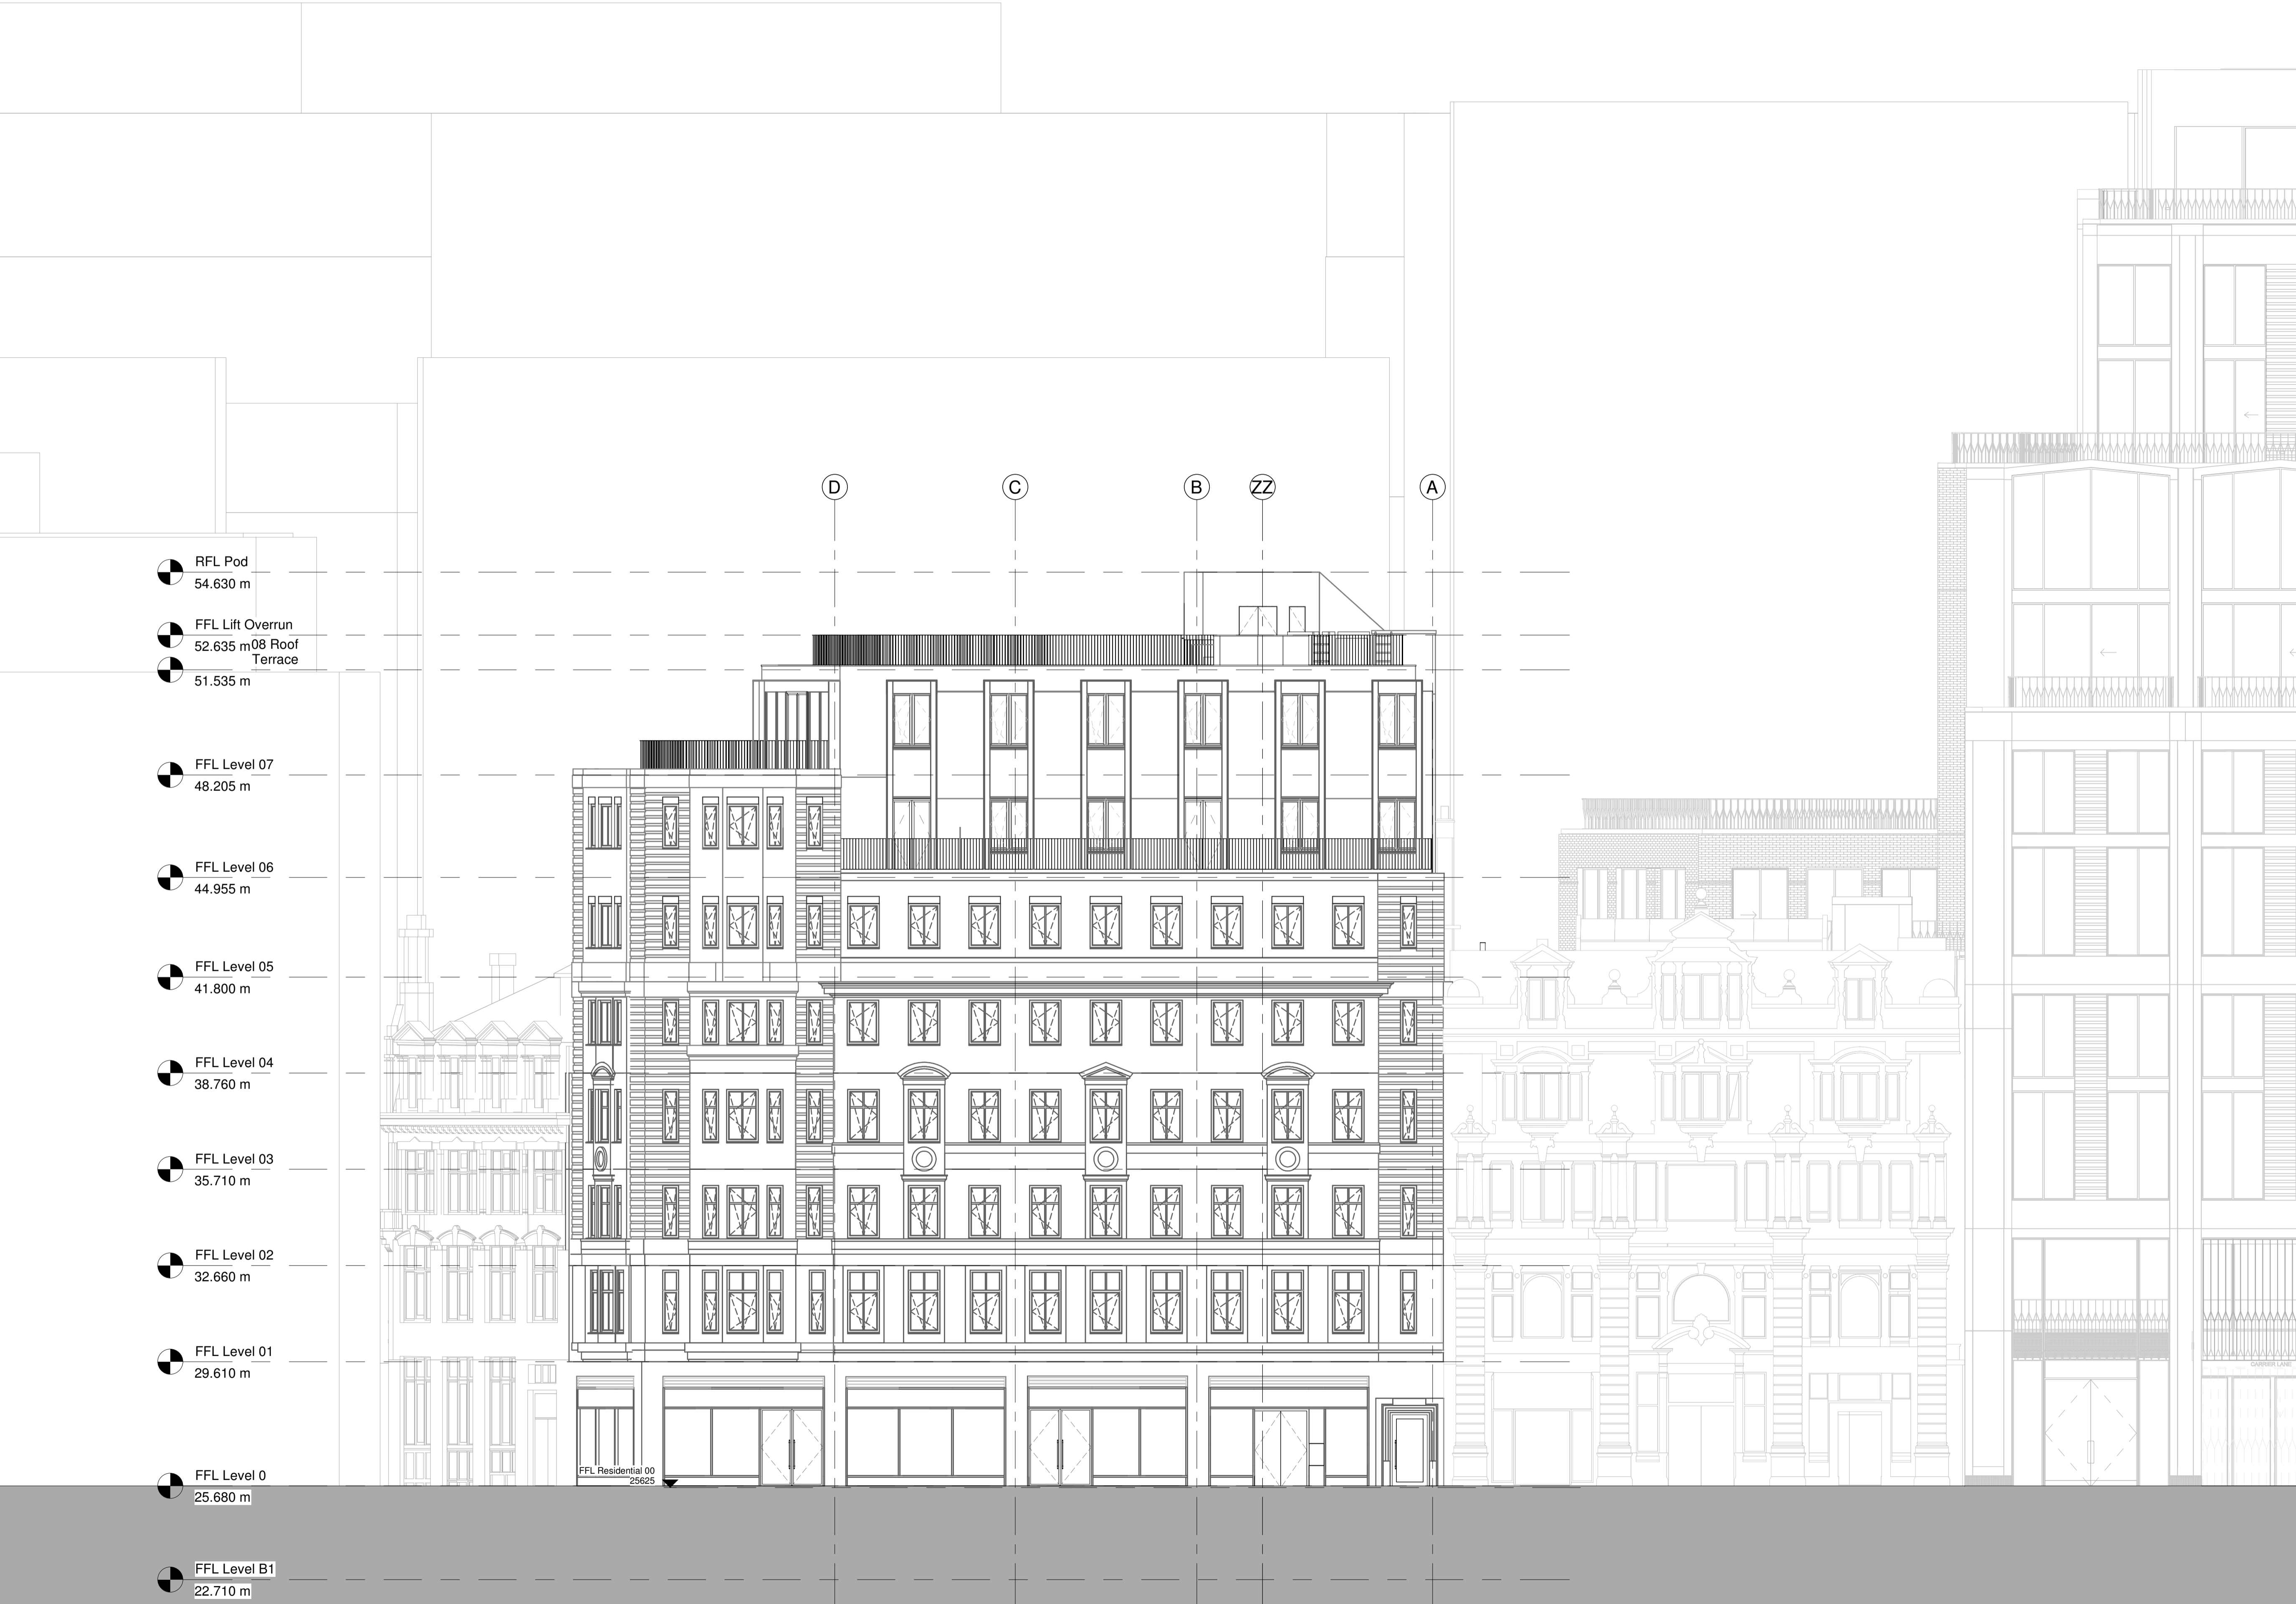 D
C
B
ZZ
A
RFL Pod
54.630 m
FFL Lift Overrun
52.635 m
08 Roof
Terrace
51.535 m
FFL Level 07
48.205 m
FFL Level 06
44.955 m
FFL Level 05
41.800 m
FFL Level 04
38.760 m
FFL Level 03
35.710 m
FFL Level 02
32.660 m
FFL Level 01
29.610 m
GARRIER LANE
FFL Residential 00
25625
FFL Level 0
25.680 m
FFL Level B1
22.710 m